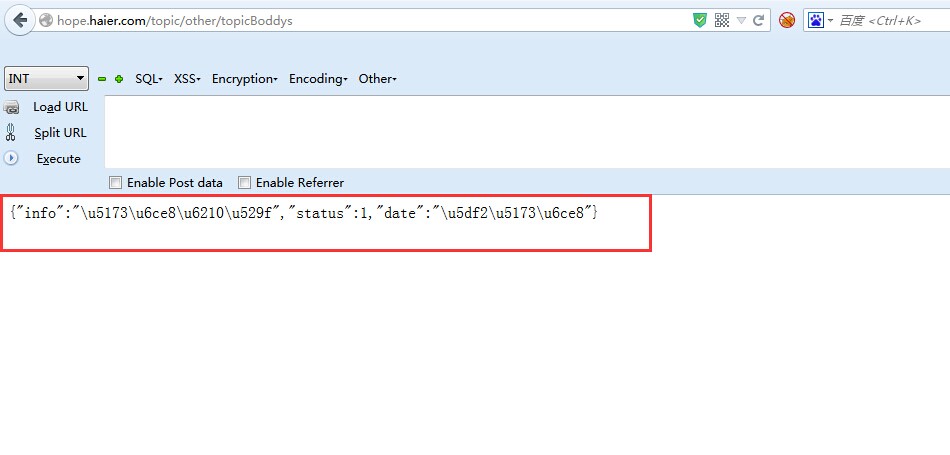 hope.haier.com/topic/other/topicBoddys
百度 <Ctrl+K>
INT SQL XSS Encryption Encoding Other
Load URL
Split URL
Execute
Enable Post data Enable Referrer
{"info":"\u5173\u6ce8\u6210\u529f","status":1,"date":"\u5df2\u5173\u6ce8"}